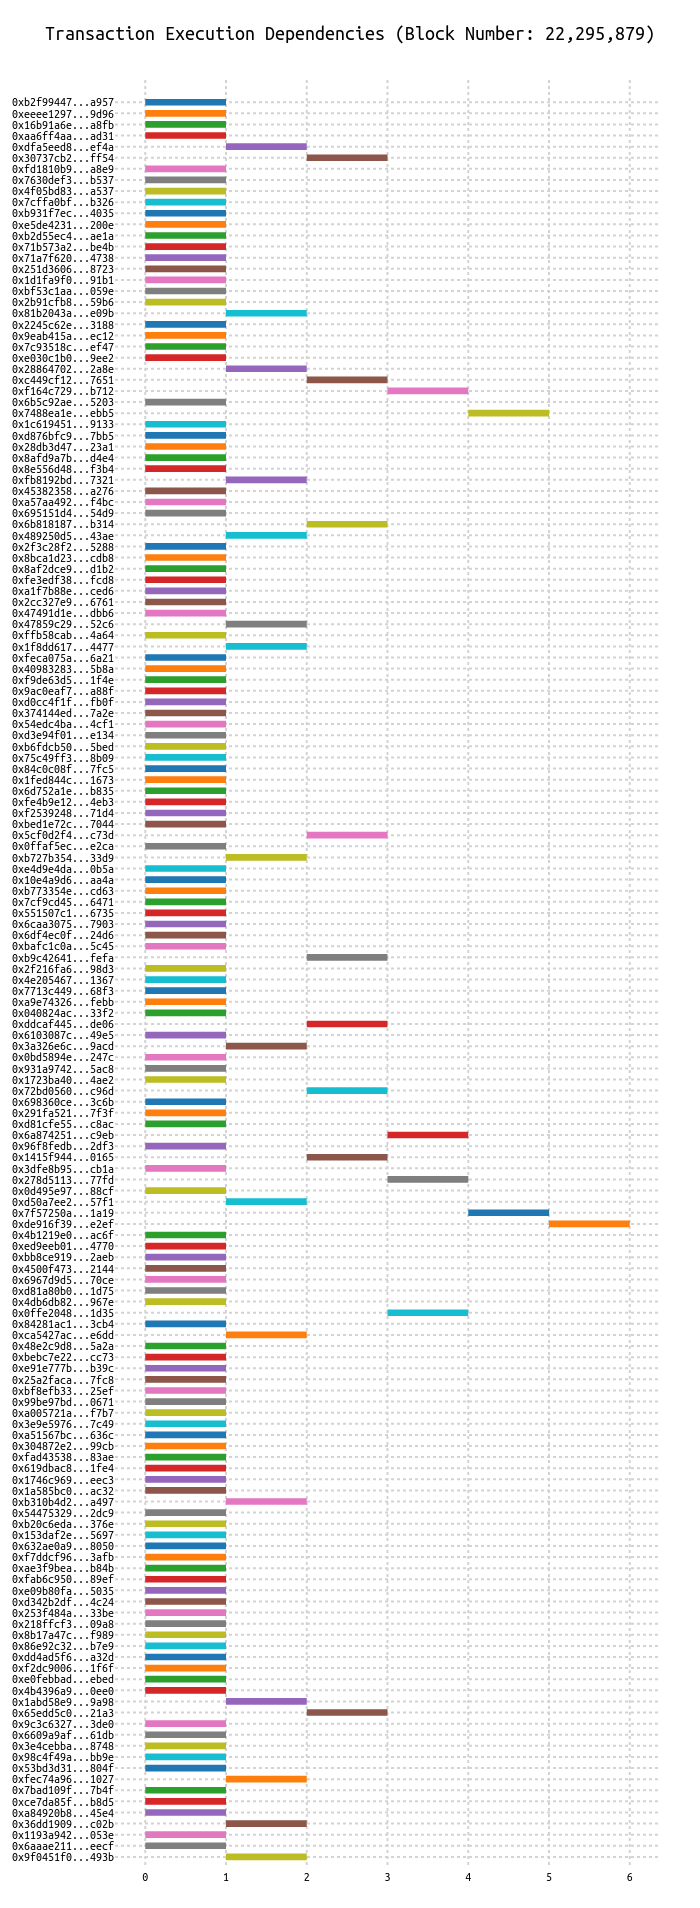 Transaction Execution Dependencies (Block Number: 22,295,879)
0xb2f99447...a957
0xeeee1297...9d96
0x16b91a6e...a8fb
0xaa6ff4aa...ad31
0xdfa5eed8...ef4a
0x30737cb2...ff54
0xfd1810b9...a8e9
0x7630def3...b537
0x4f05bd83...a537
0x7cffa0bf...b326
0xb931f7ec...4035
0xe5de4231...200e
0xb2d55ec4...ae1a
0x71b573a2...be4b
0x71a7f620...4738
0x251d3606...8723
0x1d1fa9f0...91b1
0xbf53c1aa...059e
0x2b91cfb8...59b6
0x81b2043a...e09b
0x2245c62e...3188
0x9eab415a...ec12
0x7c93518c...ef47
0xe030c1b0...9ee2
0x28864702...2a8e
0xc449cf12...7651
0xf164c729...b712
0x6b5c92ae...5203
0x7488ea1e...ebb5
0x1c619451...9133
0xd876bfc9...7bb5
0x28db3d47...23a1
0x8afd9a7b...d4e4
0x8e556d48...f3b4
0xfb8192bd...7321
0x45382358...a276
0xa57aa492...f4bc
0x695151d4...54d9
0x6b818187...b314
0x489250d5...43ae
0x2f3c28f2...5288
0x8bca1d23...cdb8
0x8af2dce9...d1b2
0xfe3edf38...fcd8
0xa1f7b88e...ced6
0x2cc327e9...6761
0x47491d1e...dbb6
0x47859c29...52c6
0xffb58cab...4a64
0x1f8dd617...4477
0xfeca075a...6a21
0x40983283...5b8a
0xf9de63d5...1f4e
0x9ac0eaf7...a88f
0xd0cc4f1f...fb0f
0x374144ed...7a2e
0x54edc4ba...4cf1
0xd3e94f01...e134
0xb6fdcb50...5bed
0x75c49ff3...8b09
0x84c0c08f...7fc5
0x1fed844c...1673
0x6d752a1e...b835
0xfe4b9e12...4eb3
0xf2539248...71d4
0xbed1e72c...7044
0x5cf0d2f4...c73d
0x0ffaf5ec...e2ca
0xb727b354...33d9
0xe4d9e4da...0b5a
0x10e4a9d6...aa4a
0xb773354e...cd63
0x7cf9cd45...6471
0x551507c1...6735
0x6caa3075...7903
0x6df4ec0f...24d6
0xbafc1c0a...5c45
0xb9c42641...fefa
0x2f216fa6...98d3
0x4e205467...1367
0x7713c449...68f3
0xa9e74326...febb
0x040824ac...33f2
0xddcaf445...de06
0x6103087c...49e5
0x3a326e6c...9acd
0x0bd5894e...247c
0x931a9742...5ac8
0x1723ba40...4ae2
0x72bd0560...c96d
0x698360ce...3c6b
0x291fa521...7f3f
0xd81cfe55...c8ac
0x6a874251...c9eb
0x96f8fedb...2df3
0x1415f944...0165
0x3dfe8b95...cb1a
0x278d5113...77fd
0x0d495e97...88cf
0xd50a7ee2...57f1
0x7f57250a...1a19
0xde916f39...e2ef
0x4b1219e0...ac6f
0xed9eeb01...4770
0xbb8ce919...2aeb
0x4500f473...2144
0x6967d9d5...70ce
0xd81a80b0...1d75
0x4db6db82...967e
0x0ffe2048...1d35
0x84281ac1...3cb4
0xca5427ac...e6dd
0x48e2c9d8...5a2a
0xbebc7e22...cc73
0xe91e777b...b39c
0x25a2faca...7fc8
0xbf8efb33...25ef
0x99be97bd...0671
0xa005721a...f7b7
0x3e9e5976...7c49
0xa51567bc...636c
0x304872e2...99cb
0xfad43538...83ae
0x619dbac8...1fe4
0x1746c969...eec3
0x1a585bc0...ac32
0xb310b4d2...a497
0x54475329...2dc9
0xb20c6eda...376e
0x153daf2e...5697
0x632ae0a9...8050
0xf7ddcf96...3afb
0xae3f9bea...b84b
0xfab6c950...89ef
0xe09b80fa...5035
0xd342b2df...4c24
0x253f484a...33be
0x218ffcf3...09a8
0x8b17a47c...f989
0x86e92c32...b7e9
0xdd4ad5f6...a32d
0xf2dc9006...1f6f
0xe0febbad...ebed
0x4b4396a9...0ee0
0x1abd58e9...9a98
0x65edd5c0...21a3
0x9c3c6327...3de0
0x6609a9af...61db
0x3e4cebba...8748
0x98c4f49a...bb9e
0x53bd3d31...804f
0xfec74a96...1027
0x7bad109f...7b4f
0xce7da85f...b8d5
0xa84920b8...45e4
0x36dd1909...c02b
0x1193a942...053e
0x6aaae211...eecf
0x9f0451f0...493b
0 1 2 3 4 5 6